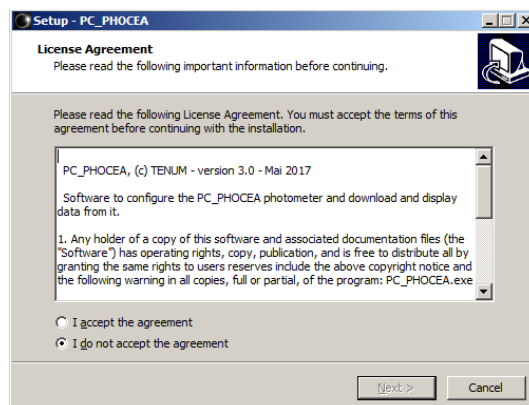 Setup - PC_PHOCEA
License Agreement
Please read the following important information before continuing.
Please read the following License Agreement. You must accept the terms of this
agreement before continuing with the installation.
PC_PHOCEA, (c) TENUM - version 3.0 - Mai 2017
Software to configure the PC_PHOCEA photometer and download and display
data from it.
1. Any holder of a copy of this software and associated documentation files (the
"Software") has operating rights, copy, publication, and is free to distribute all by
granting the same rights to users reserves include the above copyright notice and
the following warning in all copies, full or partial, of the program: PC_PHOCEA.exe
I accept the agreement
I do not accept the agreement
Next >
Cancel